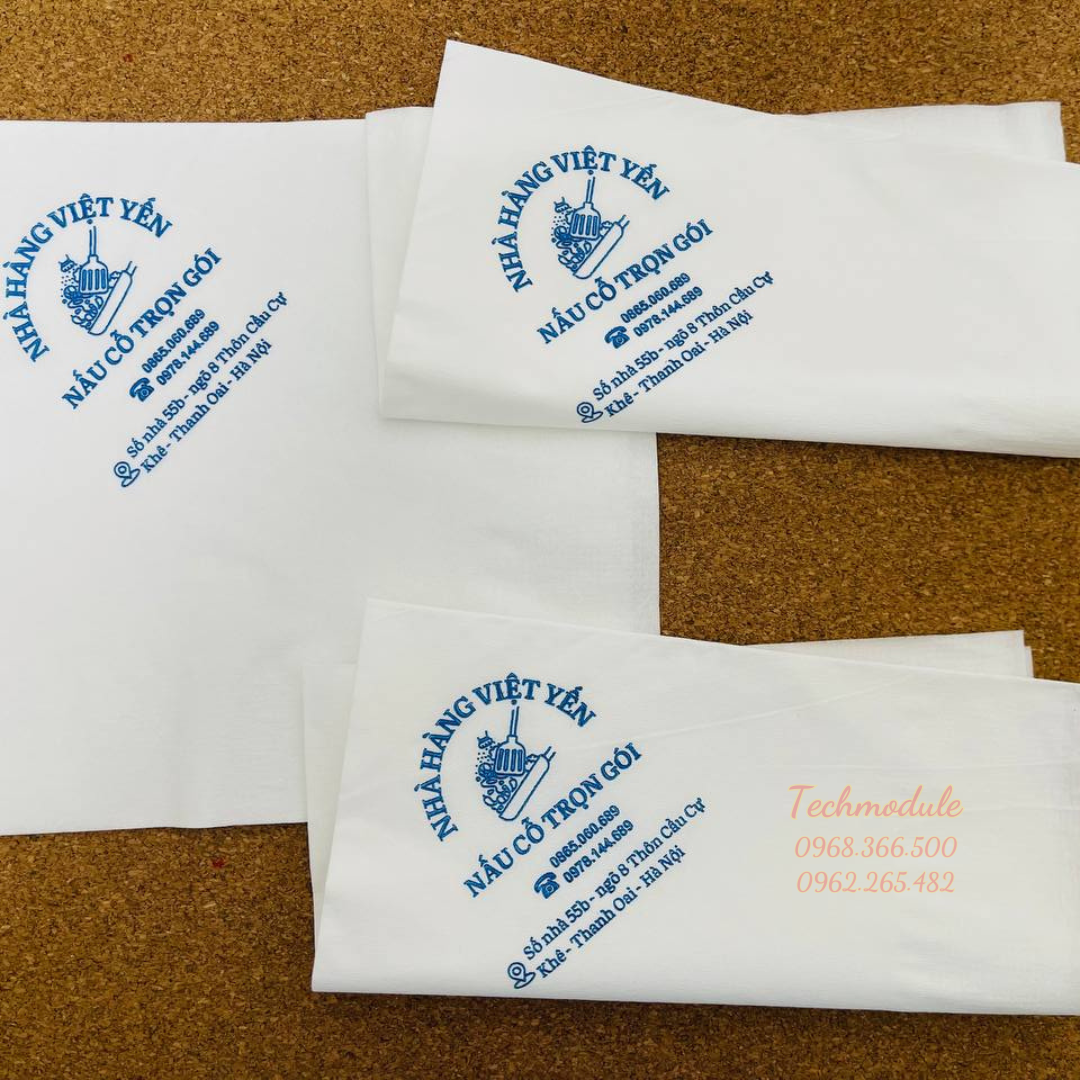 NHÀ HÀNG VIỆT YẾN
NẤU CỖ TRỌN GÓI
0865.060.689
0978.144.689
Số nhà 55b - ngõ 8 Thôn Cầu Cự
Khê - Thanh Oai - Hà Nội
NHÀ HÀNG VIỆT YẾN
NẤU CỖ TRỌN GÓI
0865.060.689
0978.144.689
Số nhà 55b - ngõ 8 Thôn Cầu Cự
Khê - Thanh Oai - Hà Nội
NHÀ HÀNG VIỆT YẾN
NẤU CỖ TRỌN GÓI
0865.060.689
0978.144.689
Số nhà 55b - ngõ 8 Thôn Cầu Cự
Khê - Thanh Oai - Hà Nội
Techmodule
0968.366.500
0962.265.482